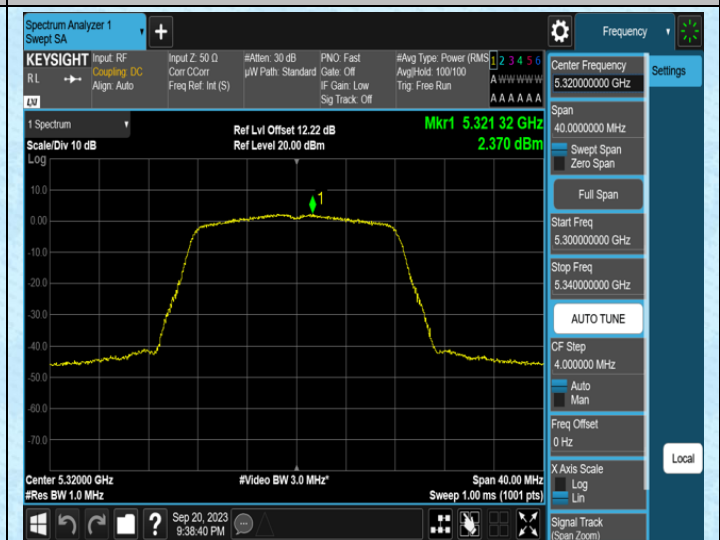 Spectrum Analyzer 1
Swept SA
+
Frequency
KEYSIGHT
RL
LXI
Input: RF
Coupling: DC
Align: Auto
Input Z: 50 Ω
Corr CCorr
Freq Ref: Int (S)
#Atten: 30 dB
µW Path: Standard
PNO: Fast
Gate: Off
IF Gain: Low
Sig Track: Off
#Avg Type: Power (RMS
Avg|Hold: 100/100
Trig: Free Run
1 2 3 4 5 6
A W W W W W
A A A A A A
1 Spectrum
Scale/Div 10 dB
Log
Ref Lvl Offset 12.22 dB
Ref Level 20.00 dBm
Mkr1 5.321 32 GHz
2.370 dBm
10.0
0.00
-10.0
-20.0
-30.0
-40.0
-50.0
-60.0
-70.0
1
Center 5.32000 GHz
#Res BW 1.0 MHz
#Video BW 3.0 MHz*
Span 40.00 MHz
Sweep 1.00 ms (1001 pts)
Center Frequency
5.320000000 GHz
Settings
Span
40.0000000 MHz
Swept Span
Zero Span
Full Span
Start Freq
5.300000000 GHz
Stop Freq
5.340000000 GHz
AUTO TUNE
CF Step
4.000000 MHz
Auto
Man
Freq Offset
0 Hz
X Axis Scale
Log
Lin
Local
Signal Track
(Span Zoom)
?
Sep 20, 2023
9:38:40 PM